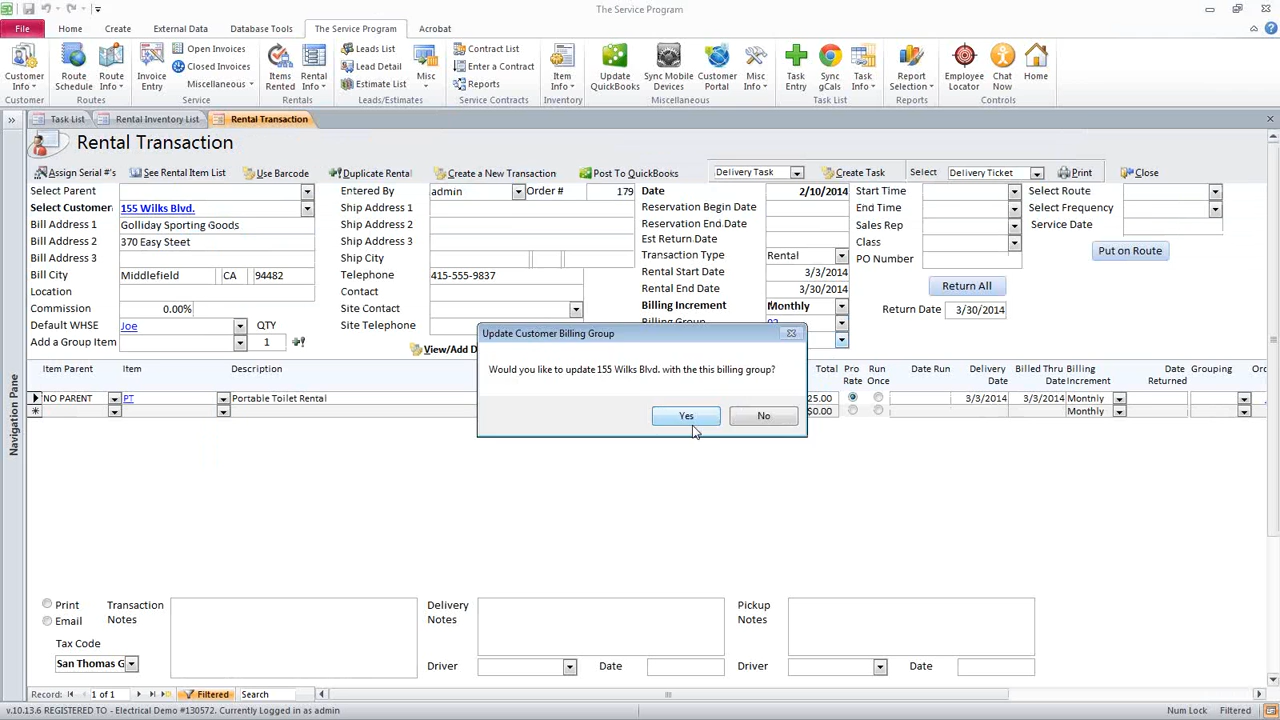 The Service Program
File Home Create External Data Database Tools The Service Program Acrobat
Customer Info Route Schedule Route Info Invoice Entry Open Invoices Closed Invoices Miscellaneous Items Rented Rental Info Leads List Lead Detail Estimate List Misc Contract List Enter a Contract Reports Item Info Update QuickBooks Sync Mobile Devices Customer Portal Misc Info Task Entry Sync gCals Task Info Report Selection Employee Locator Chat Now Home
Customer Routes Service Rentals Leads/Estimates Service Contracts Inventory Miscellaneous Task List Reports Controls
Task List Rental Inventory List Rental Transaction
Rental Transaction
Assign Serial #'s See Rental Item List Use Barcode Duplicate Rental Create a New Transaction Post To QuickBooks Delivery Task Create Task Select Delivery Ticket Print Close
Select Parent Entered By admin Order # 179 Date 2/10/2014 Start Time Select Route
Select Customer 155 Wilks Blvd. Ship Address 1 Reservation Begin Date End Time Select Frequency
Bill Address 1 Golliday Sporting Goods Ship Address 2 Reservation End Date Sales Rep Service Date
Bill Address 2 370 Easy Steet Ship Address 3 Est Return Date Class
Bill Address 3 Ship City Transaction Type Rental PO Number Put on Route
Bill City Middlefield CA 94482 Telephone 415-555-9837 Rental Start Date 3/3/2014
Location Contact Rental End Date 3/30/2014 Return All
Commission 0.00% Site Contact Billing Increment Monthly Return Date 3/30/2014
Default WHSE Joe QTY Site Telephone Billing Group
Add a Group Item 1 View/Add D
Update Customer Billing Group
Would you like to update 155 Wilks Blvd. with the this billing group?
Yes No
Item Parent Item Description Total Pro Rate Run Once Date Run Delivery Date Billed Thru Date Billing Increment Date Returned Grouping Orc
NO PARENT PT Portable Toilet Rental 25.00 3/3/2014 3/3/2014 Monthly
$0.00 Monthly
Print Email Transaction Notes Delivery Notes Pickup Notes
Tax Code
San Thomas G Driver Date Driver Date
Record: 1 of 1 Filtered Search
v.10.13.6 REGISTERED TO - Electrical Demo #130572. Currently Logged in as admin Num Lock Filtered
Navigation Pane